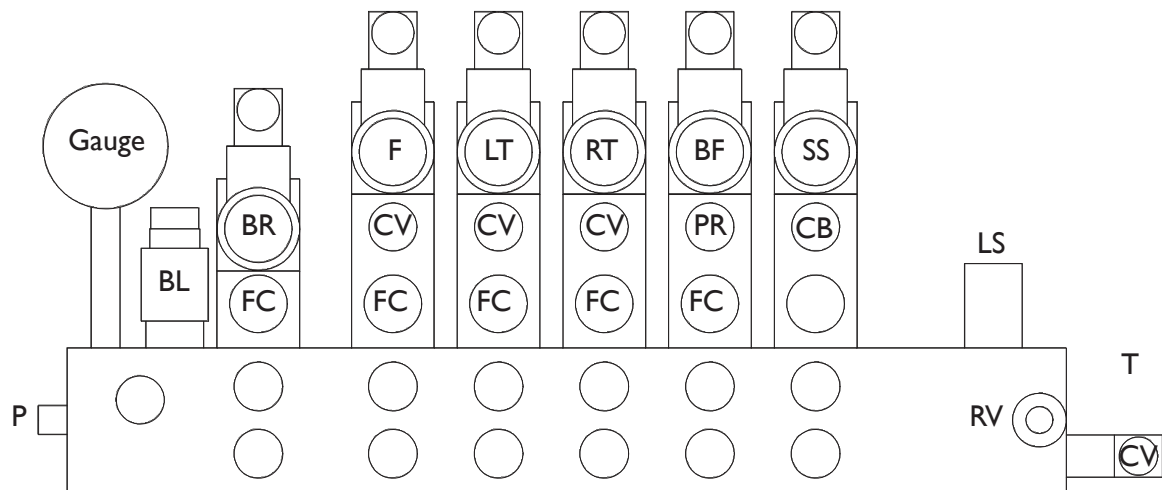 Gauge
F LT RT BF SS
BR CV CV CV PR CB
LS
BL
FC FC FC FC FC
T
P
RV
CV